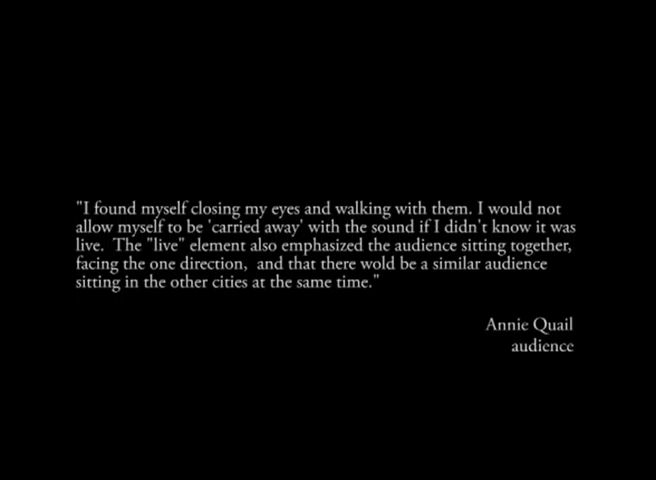 "I found myself closing my eyes and walking with them. I would not
allow myself to be 'carried away' with the sound if I didn't know it was
live.  The "live" element also emphasized the audience sitting together,
facing the one direction,  and that there wold be a similar audience
sitting in the other cities at the same time."
Annie Quail
audience